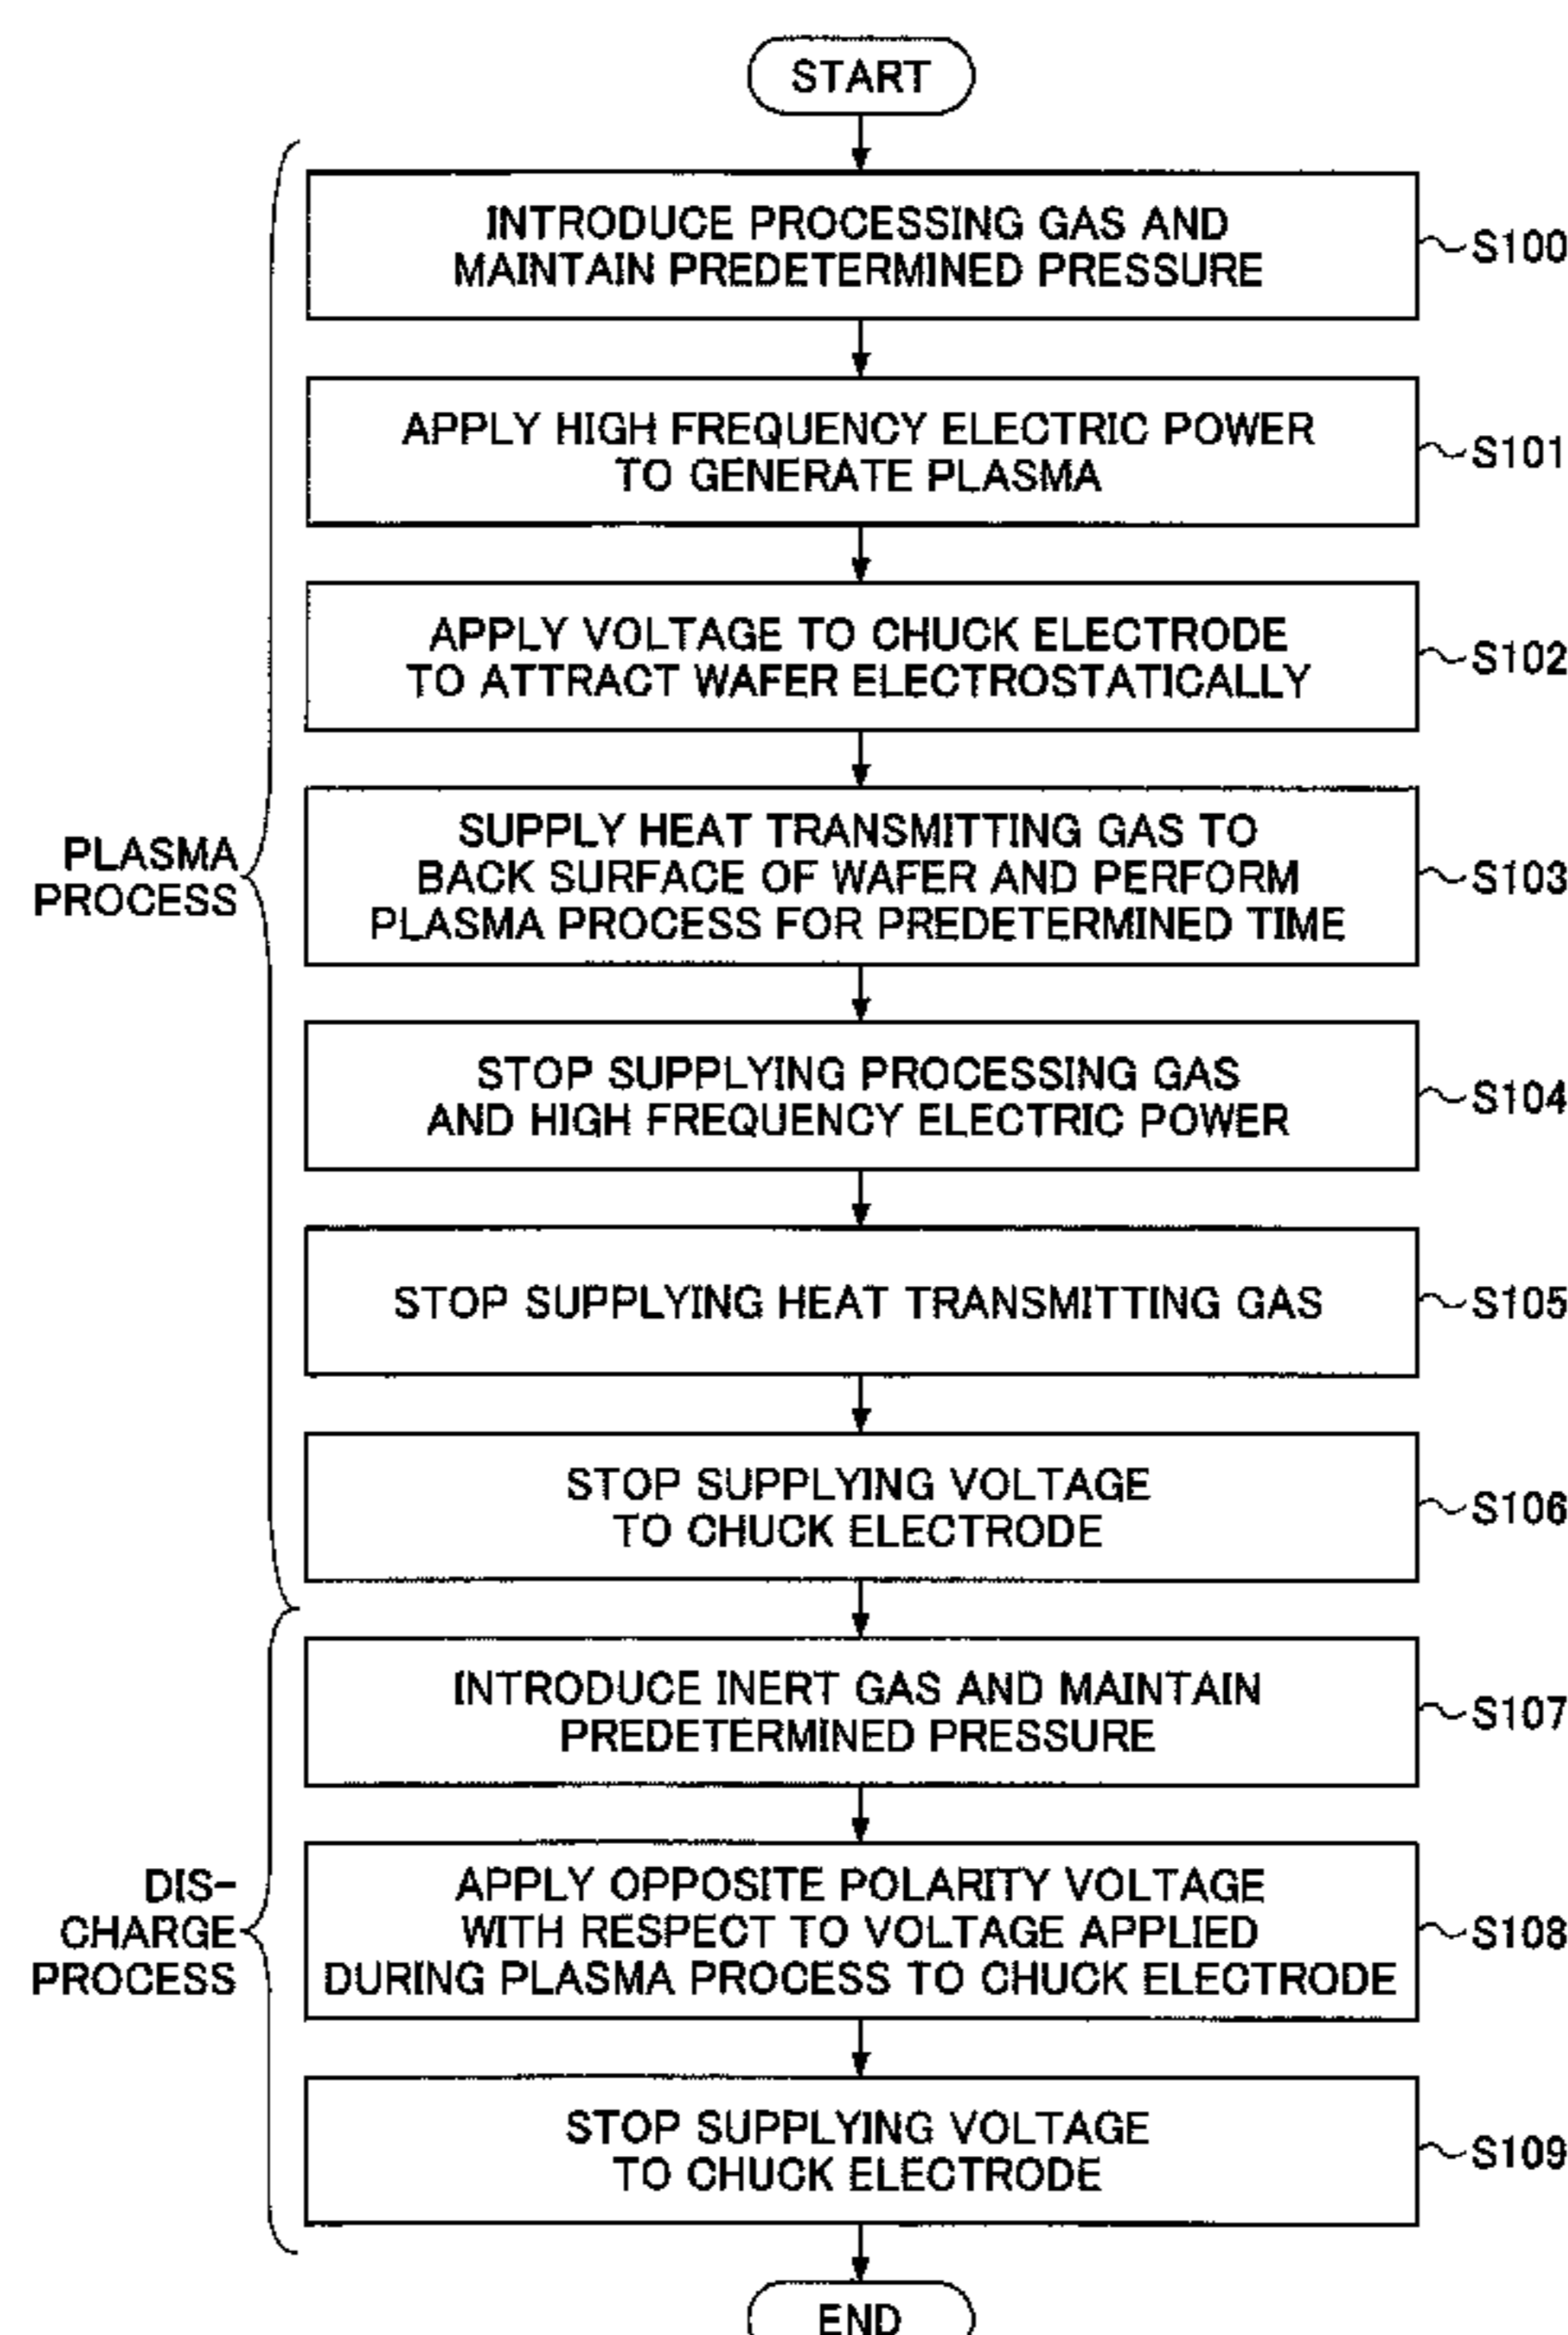 START
INTRODUCE PROCESSING GAS AND
MAINTAIN PREDETERMINED PRESSURE
S100
APPLY HIGH FREQUENCY ELECTRIC POWER
TO GENERATE PLASMA
S101
APPLY VOLTAGE TO CHUCK ELECTRODE
TO ATTRACT WAFER ELECTROSTATICALLY
S102
PLASMA
PROCESS
SUPPLY HEAT TRANSMITTING GAS TO
BACK SURFACE OF WAFER AND PERFORM
PLASMA PROCESS FOR PREDETERMINED TIME
S103
STOP SUPPLYING PROCESSING GAS
AND HIGH FREQUENCY ELECTRIC POWER
S104
STOP SUPPLYING HEAT TRANSMITTING GAS
S105
STOP SUPPLYING VOLTAGE
TO CHUCK ELECTRODE
S106
INTRODUCE INERT GAS AND MAINTAIN
PREDETERMINED PRESSURE
S107
DIS-
CHARGE
PROCESS
APPLY OPPOSITE POLARITY VOLTAGE
WITH RESPECT TO VOLTAGE APPLIED
DURING PLASMA PROCESS TO CHUCK ELECTRODE
S108
STOP SUPPLYING VOLTAGE
TO CHUCK ELECTRODE
S109
END